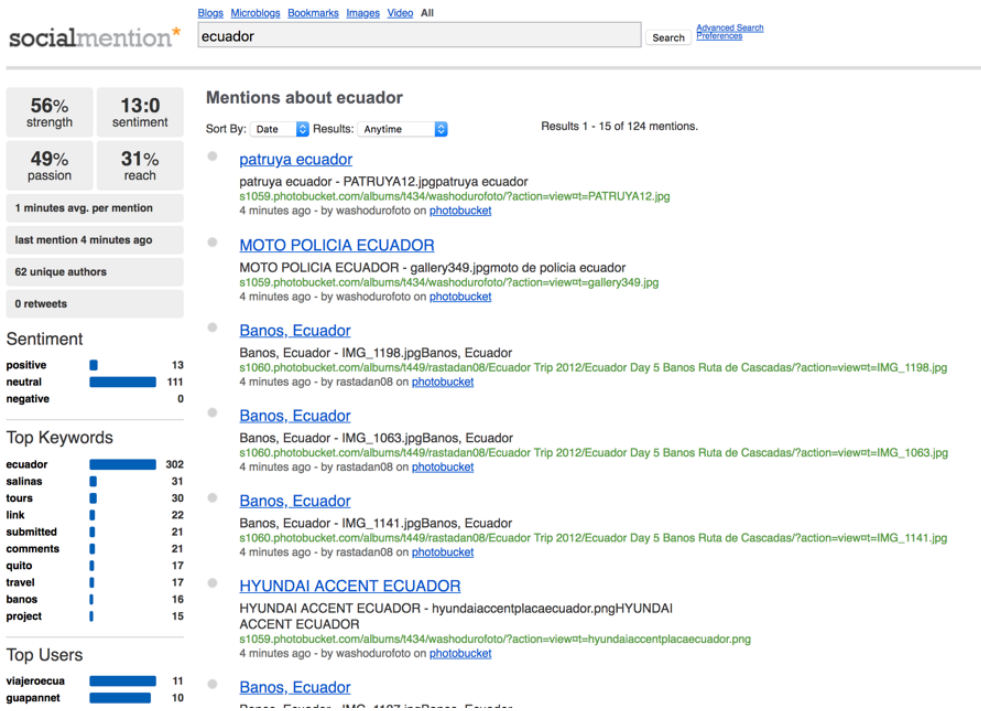 Blogs Microblogs Bookmarks Images Video All
socialmention*
ecuador
Search
Advanced Search
Preferences
56%
strength
13:0
sentiment
49%
passion
31%
reach
1 minutes avg. per mention
last mention 4 minutes ago
62 unique authors
0 retweets
Sentiment
positive 13
neutral 111
negative 0
Top Keywords
ecuador 302
salinas 31
tours 30
link 22
submitted 21
comments 21
quito 17
travel 17
banos 16
project 15
Top Users
viajeroecua 11
guapannet 10
Mentions about ecuador
Sort By: Date Results: Anytime Results 1 - 15 of 124 mentions.
patruya ecuador
patruya ecuador - PATRUYA12.jpgpatruya ecuador
s1059.photobucket.com/albums/t434/washodurofoto/?action=view¤t=PATRUYA12.jpg
4 minutes ago - by washodurofoto on photobucket
MOTO POLICIA ECUADOR
MOTO POLICIA ECUADOR - gallery349.jpgmoto de policia ecuador
s1059.photobucket.com/albums/t434/washodurofoto/?action=view¤t=gallery349.jpg
4 minutes ago - by washodurofoto on photobucket
Banos, Ecuador
Banos, Ecuador - IMG_1198.jpgBanos, Ecuador
s1060.photobucket.com/albums/t449/rastadan08/Ecuador Trip 2012/Ecuador Day 5 Banos Ruta de Cascadas/?action=view¤t=IMG_1198.jpg
4 minutes ago - by rastadan08 on photobucket
Banos, Ecuador
Banos, Ecuador - IMG_1063.jpgBanos, Ecuador
s1060.photobucket.com/albums/t449/rastadan08/Ecuador Trip 2012/Ecuador Day 5 Banos Ruta de Cascadas/?action=view¤t=IMG_1063.jpg
4 minutes ago - by rastadan08 on photobucket
Banos, Ecuador
Banos, Ecuador - IMG_1141.jpgBanos, Ecuador
s1060.photobucket.com/albums/t449/rastadan08/Ecuador Trip 2012/Ecuador Day 5 Banos Ruta de Cascadas/?action=view¤t=IMG_1141.jpg
4 minutes ago - by rastadan08 on photobucket
HYUNDAI ACCENT ECUADOR
HYUNDAI ACCENT ECUADOR - hyundaiaccentplacaecuador.pngHYUNDAI
ACCENT ECUADOR
s1059.photobucket.com/albums/t434/washodurofoto/?action=view¤t=hyundaiaccentplacaecuador.png
4 minutes ago - by washodurofoto on photobucket
Banos, Ecuador